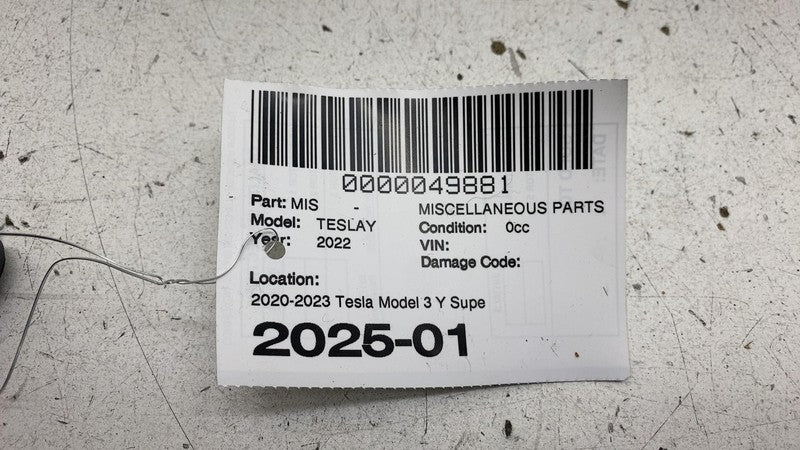 0000049881
Part: MIS - MISCELLANEOUS PARTS
Model: TESLAY Condition: 0cc
Year: 2022 VIN:
Damage Code:
Location:
2020-2023 Tesla Model 3 Y Supe
2025-01